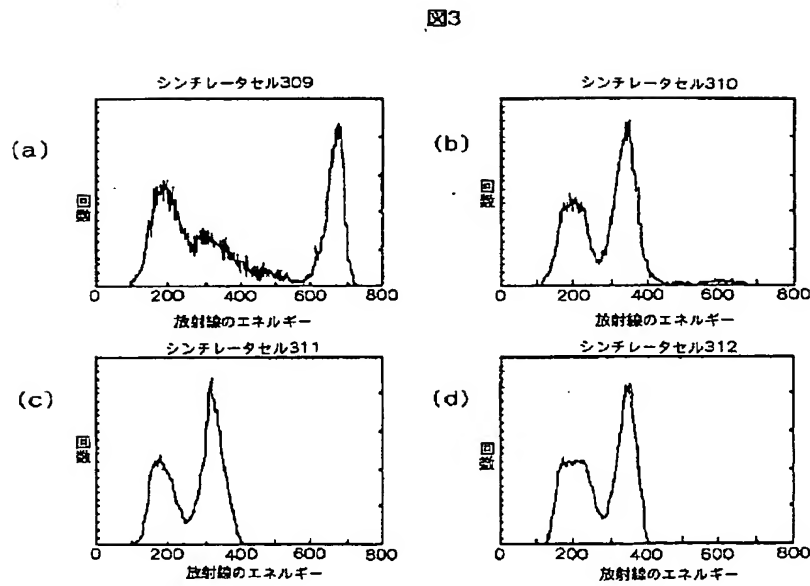 図3
シンチレータセル309
(a)
回数
0 200 400 600 800
放射線のエネルギー
シンチレータセル310
(b)
回数
0 200 400 600 800
放射線のエネルギー
シンチレータセル311
(c)
回数
0 200 400 600 800
放射線のエネルギー
シンチレータセル312
(d)
回数
0 200 400 600 800
放射線のエネルギー